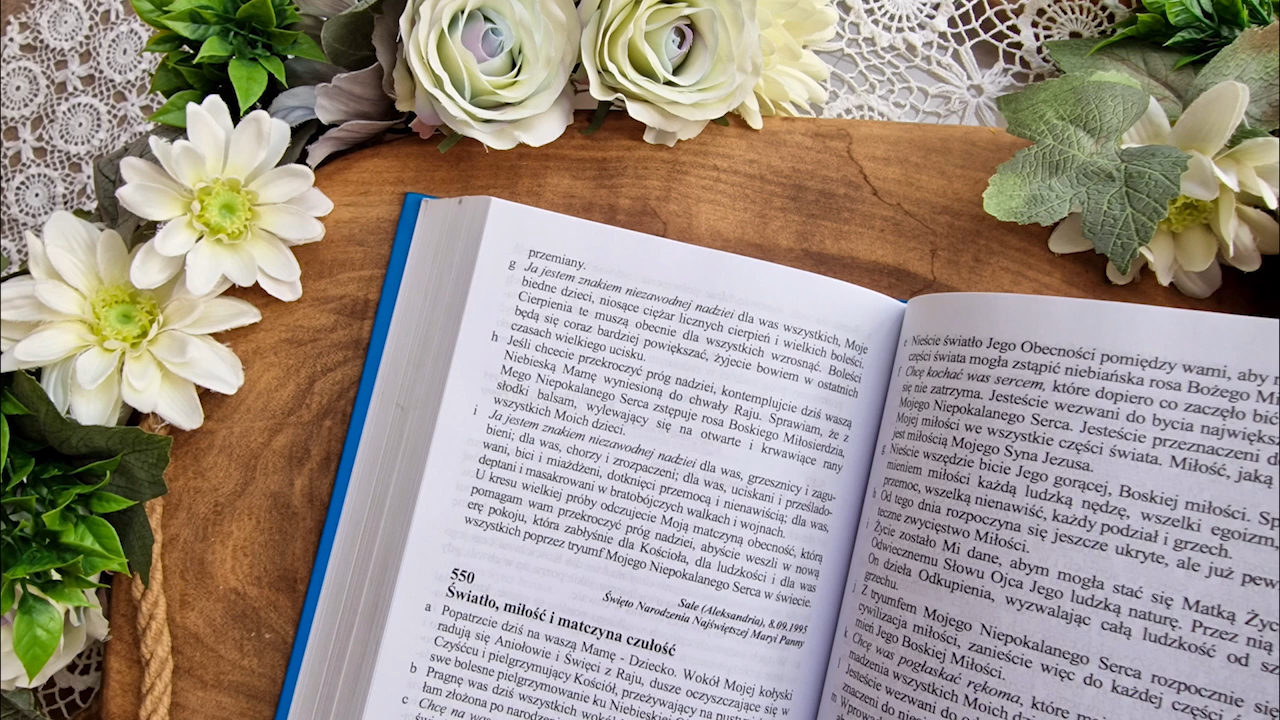 przemiany.
g Ja jestem znakiem niezawodnej nadziei dla was wszystkich, Moje
biedne dzieci, niosące ciężar licznych cierpień i wielkich boleści.
Cierpienia te muszą obecnie dla wszystkich wzrosnąć. Boleści
będą się coraz bardziej powiększać, żyjecie bowiem w ostatnich
czasach wielkiego ucisku.
h Jeśli chcecie przekroczyć próg nadziei, kontemplujcie dziś waszą
Niebieską Mamę wyniesioną do chwały Raju. Sprawiam, że z
Mego Niepokalanego Serca zstępuje rosa Boskiego Miłosierdzia,
słodki balsam, wylewający się na otwarte i krwawiące rany
wszystkich Moich dzieci.
i Ja jestem znakiem niezawodnej nadziei dla was, grzesznicy i zagu-
bieni; dla was, chorzy i zrozpaczeni; dla was, uciskani i prześlado-
wani, bici i miażdżeni, dotknięci przemocą i nienawiścią; dla was,
deptani i masakrowani w bratobójczych walkach i wojnach.
U kresu wielkiej próby odczujecie Moją matczyną obecność, którą
pomagam wam przekroczyć próg nadziei, abyście weszli w nową
erę pokoju, która zabłyśnie dla Kościoła, dla ludzkości i dla was
wszystkich poprzez tryumf Mojego Niepokalanego Serca w świecie.
550
Sale (Aleksandria), 8.09.1995
Święto Narodzenia Najświętszej Maryi Panny
Światło, miłość i matczyna czułość
a Popatrzcie dziś na waszą Mamę - Dziecko. Wokół Mojej kołyski
radują się Aniołowie i Święci z Raju, dusze oczyszczające się w
Czyśćcu i pielgrzymujący Kościół, przeżywający na pustyni
swe bolesne pielgrzymowanie ku Niebieskiej
b Pragnę was dziś wszystkich
łam złożona po narodzeniu
c Chcę na was
e Nieście światło Jego Obecności pomiędzy wami, aby
części świata mogła zstąpić niebiańska rosa Bożego
f Chcę kochać was sercem, które dopiero co zaczęło bić
się nie zatrzyma. Jesteście wezwani do bycia
Mojego Niepokalanego Serca. Jesteście przeznaczeni
Mojej miłości we wszystkie części świata. Miłość, jaką
jest miłością Mojego Syna Jezusa.
g Nieście wszędzie bicie Jego gorącej, Boskiej miłości.
mieniem miłości każdą ludzką nędzę, wszelki egoizm,
przemoc, wszelką nienawiść, każdy podział i grzech.
h Od tego dnia rozpoczyna się jeszcze ukryte, ale już
teczne zwycięstwo Miłości.
i Życie zostało Mi dane, abym mogła stać się Matką
Odwiecznemu Słowu Ojca Jego ludzką naturę. Przez
On dzieła Odkupienia, wyzwalając całą ludzkość od
grzechu.
j Z tryumfem Mojego Niepokalanego Serca rozpocznie się
cywilizacja miłości, zanieście więc do każdej części
mień Jego Boskiej Miłości.
k Chcę was pogłaskać rękoma, które
madzenia wszystkich Moich
l Jesteście wezwani do
znaczeni do
m